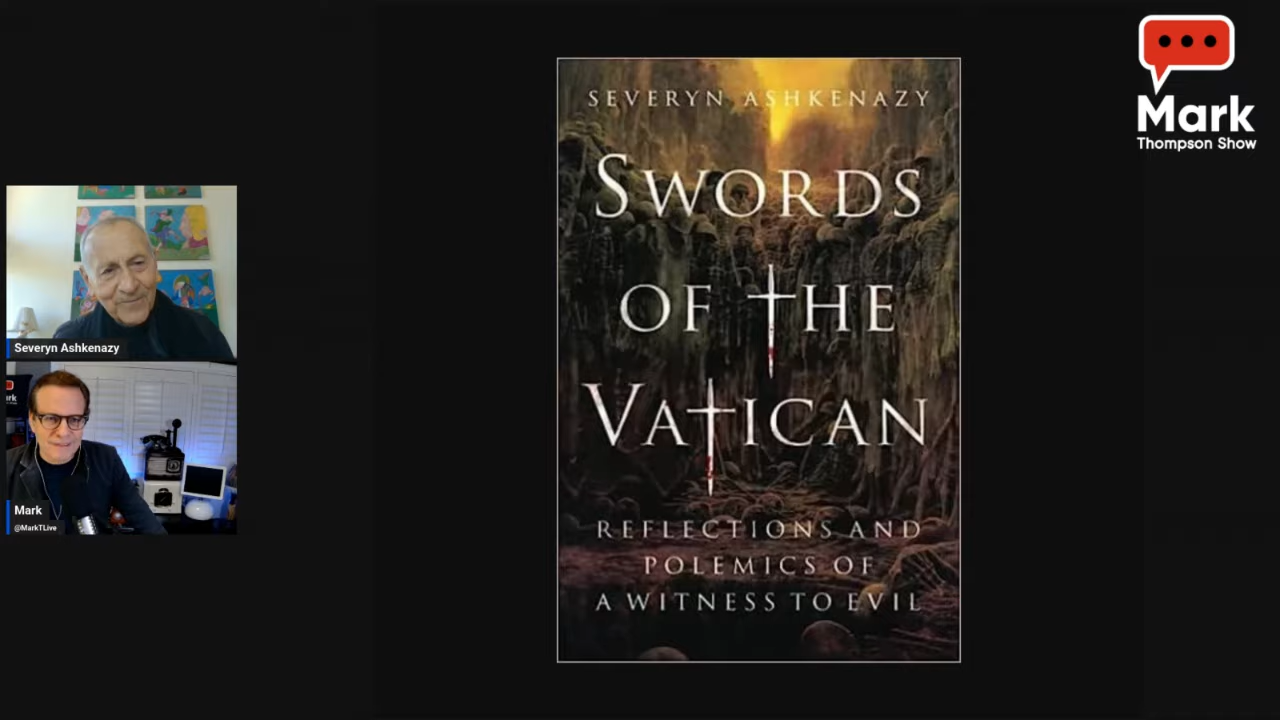 SEVERYN ASHKENAZY
SWORDS
OF THE
VATICAN
REFLECTIONS AND
POLEMICS OF
A WITNESS TO EVIL
Mark
Thompson Show
Severyn Ashkenazy
Mark
@MarkTLive